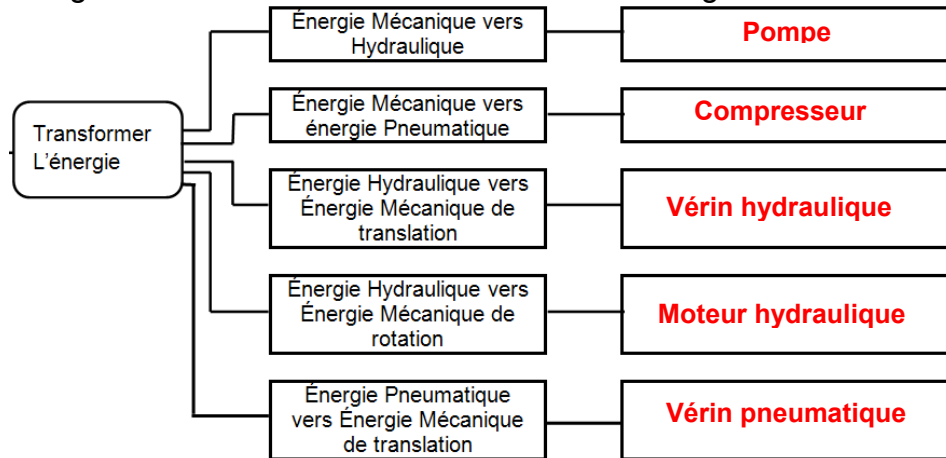 Énergie Mécanique vers
Hydraulique
Pompe
Énergie Mécanique vers
énergie Pneumatique
Compresseur
Transformer
L'énergie
Énergie Hydraulique vers
Énergie Mécanique de
translation
Vérin hydraulique
Énergie Hydraulique vers
Énergie Mécanique de
rotation
Moteur hydraulique
Énergie Pneumatique
vers Énergie Mécanique
de translation
Vérin pneumatique